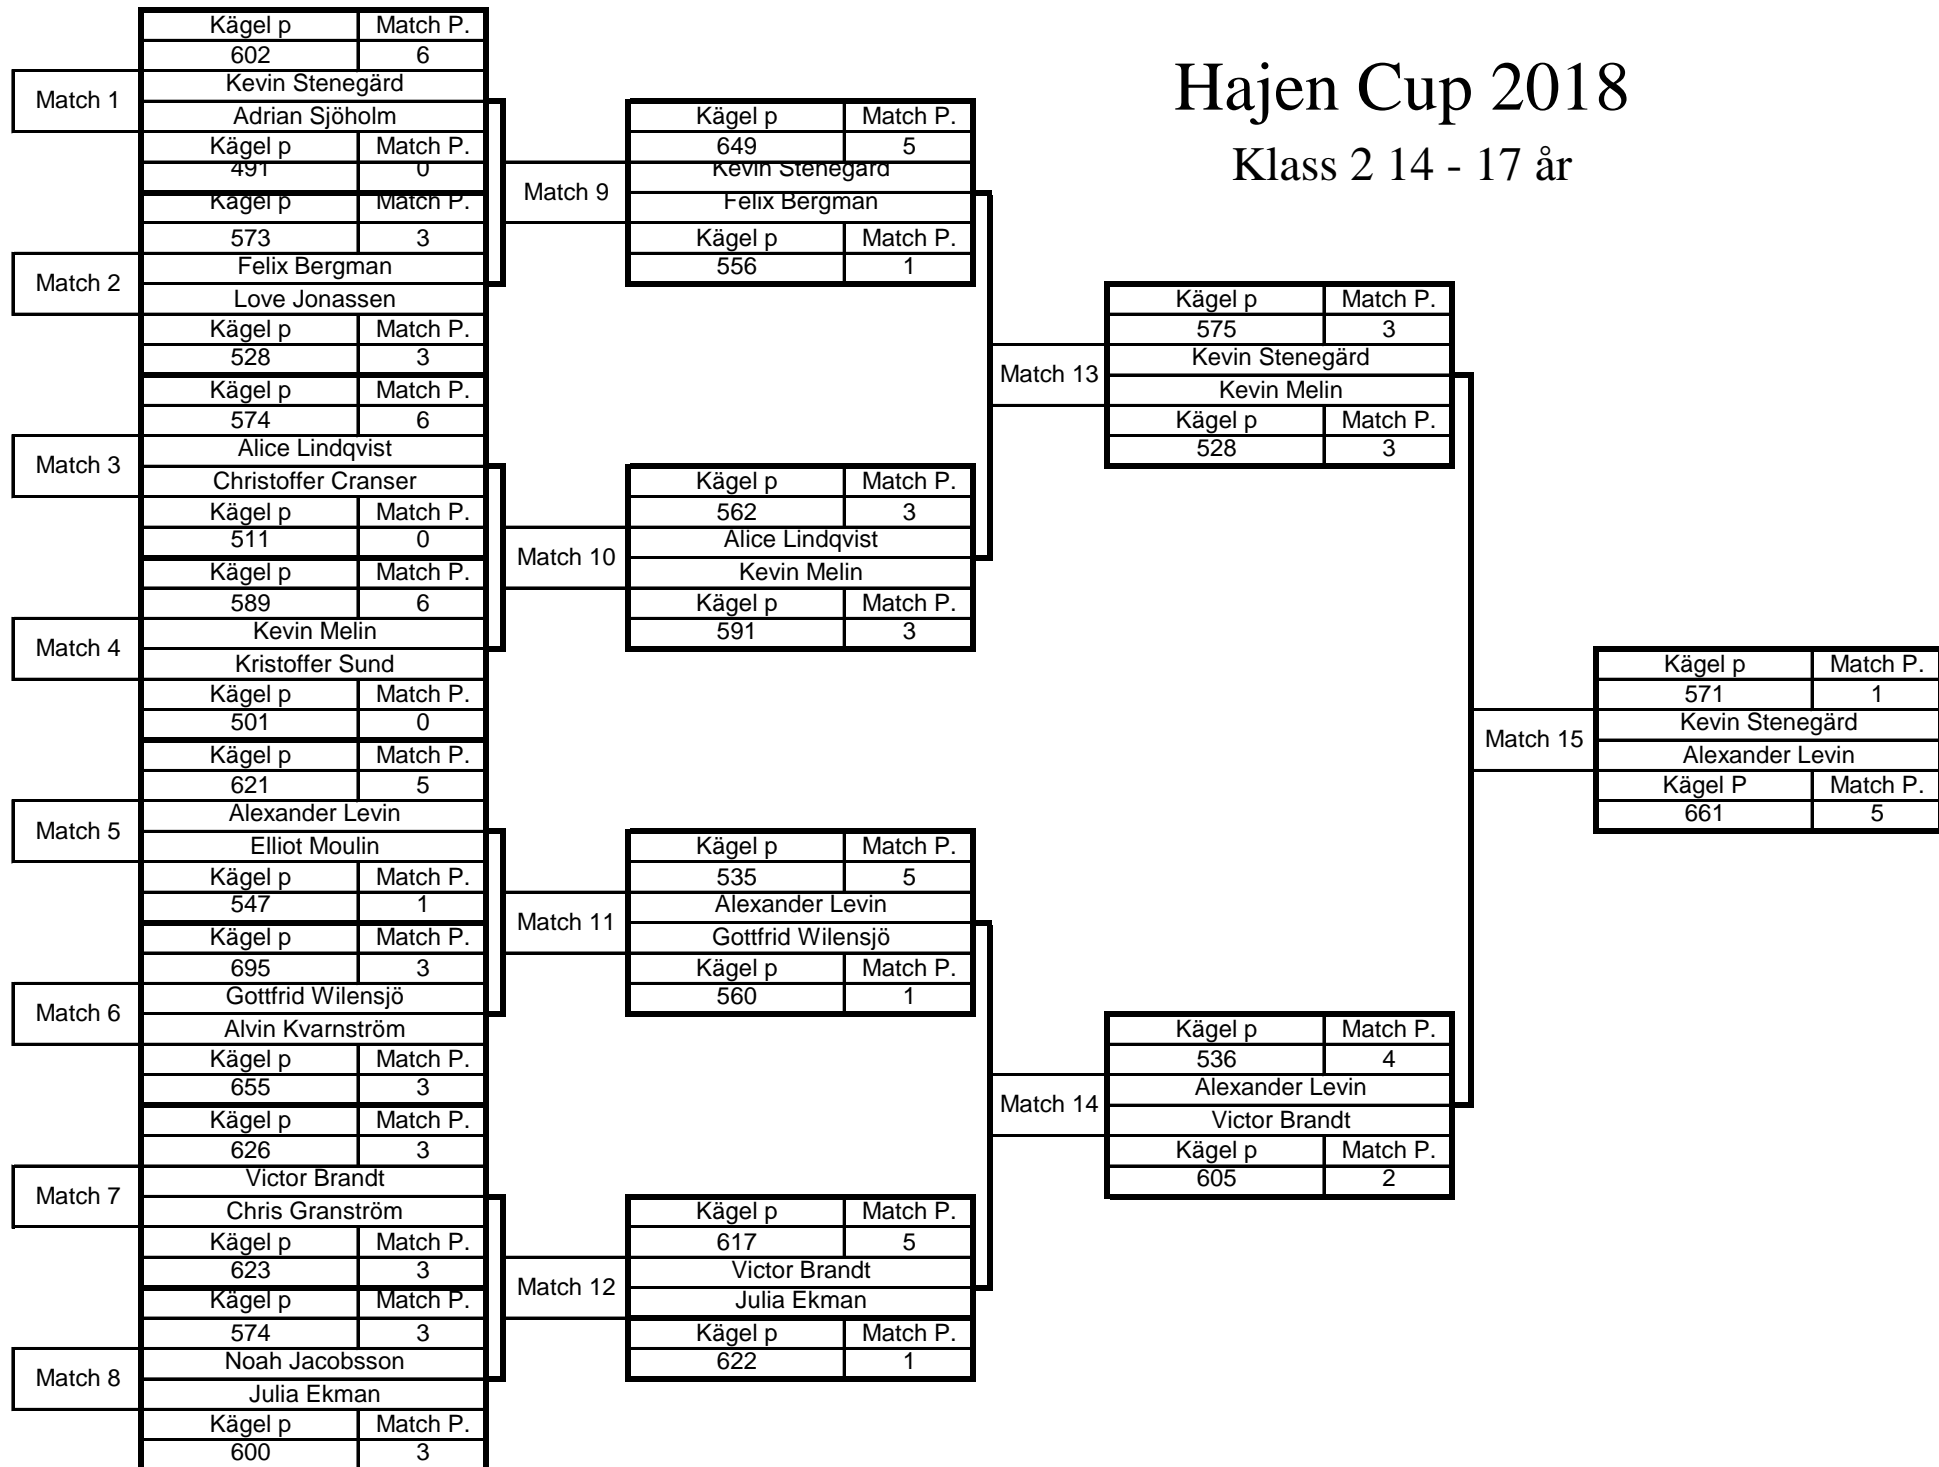 Hajen Cup 2018
Klass 2 14 - 17 år
Match 1
Kägel p Match P.
602 6
Kevin Stenegärd
Adrian Sjöholm
Kägel p Match P.
491 0
Match 2
Kägel p Match P.
573 3
Felix Bergman
Love Jonassen
Kägel p Match P.
528 3
Match 3
Kägel p Match P.
574 6
Alice Lindqvist
Christoffer Cranser
Kägel p Match P.
511 0
Match 4
Kägel p Match P.
589 6
Kevin Melin
Kristoffer Sund
Kägel p Match P.
501 0
Match 5
Kägel p Match P.
621 5
Alexander Levin
Elliot Moulin
Kägel p Match P.
547 1
Match 6
Kägel p Match P.
695 3
Gottfrid Wilensjö
Alvin Kvarnström
Kägel p Match P.
655 3
Match 7
Kägel p Match P.
626 3
Victor Brandt
Chris Granström
Kägel p Match P.
623 3
Match 8
Kägel p Match P.
574 3
Noah Jacobsson
Julia Ekman
Kägel p Match P.
600 3
Match 9
Kägel p Match P.
649 5
Kevin Stenegärd
Felix Bergman
Kägel p Match P.
556 1
Match 10
Kägel p Match P.
562 3
Alice Lindqvist
Kevin Melin
Kägel p Match P.
591 3
Match 11
Kägel p Match P.
535 5
Alexander Levin
Gottfrid Wilensjö
Kägel p Match P.
560 1
Match 12
Kägel p Match P.
617 5
Victor Brandt
Julia Ekman
Kägel p Match P.
622 1
Match 13
Kägel p Match P.
575 3
Kevin Stenegärd
Kevin Melin
Kägel p Match P.
528 3
Match 14
Kägel p Match P.
536 4
Alexander Levin
Victor Brandt
Kägel p Match P.
605 2
Match 15
Kägel p Match P.
571 1
Kevin Stenegärd
Alexander Levin
Kägel P Match P.
661 5